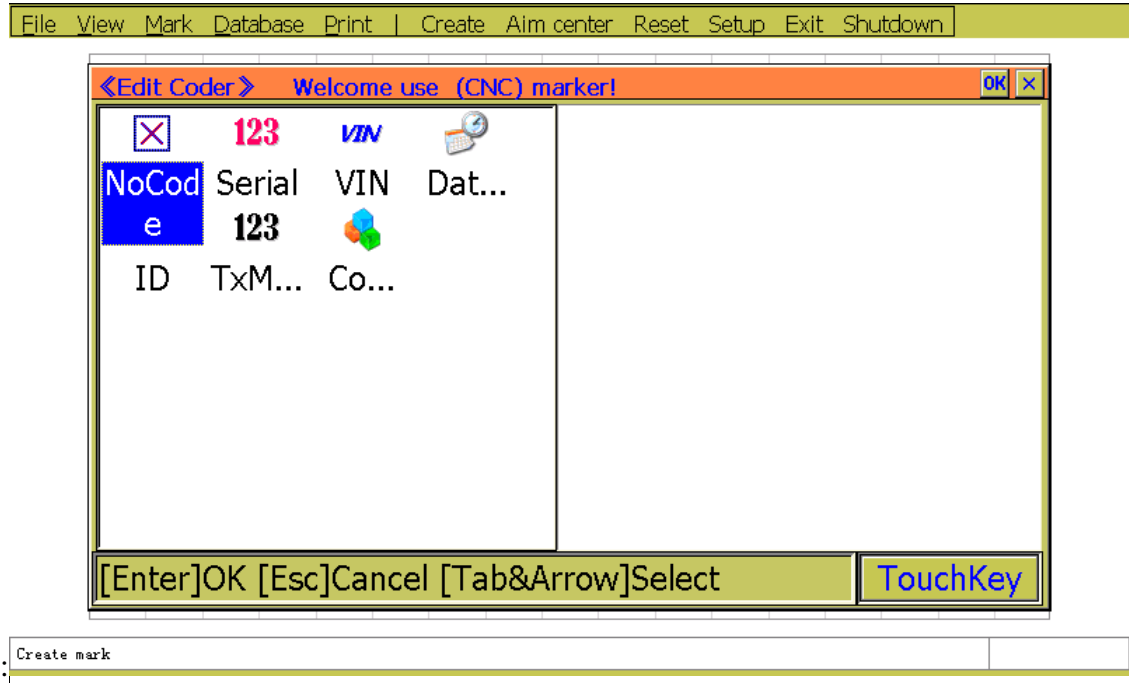 File View Mark Database Print | Create Aim center Reset Setup Exit Shutdown
《Edit Coder》 Welcome use (CNC) marker! OK ×
123 VIN
NoCod Serial VIN Dat...
e 123
ID TxM... Co...
[Enter]OK [Esc]Cancel [Tab&Arrow]Select TouchKey
Create mark